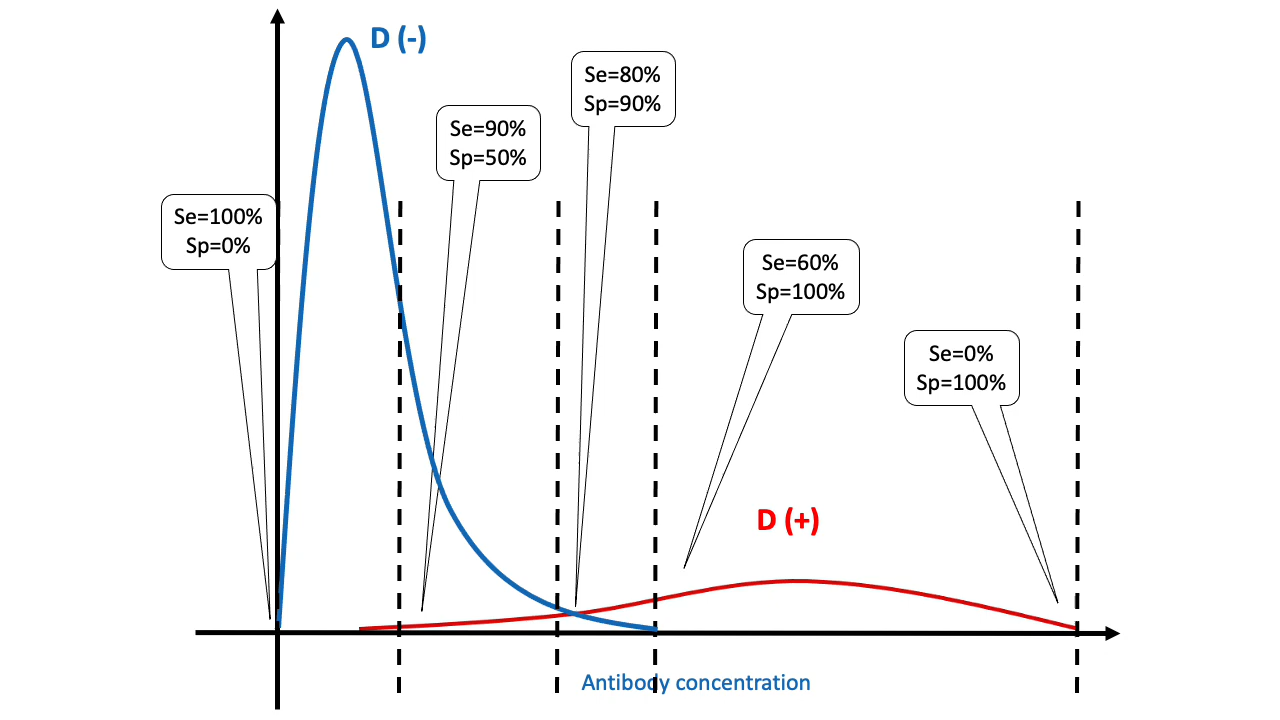 D (-)
Se=80%
Sp=90%
Se=90%
Sp=50%
Se=100%
Sp=0%
Se=60%
Sp=100%
Se=0%
Sp=100%
D (+)
Antibody concentration